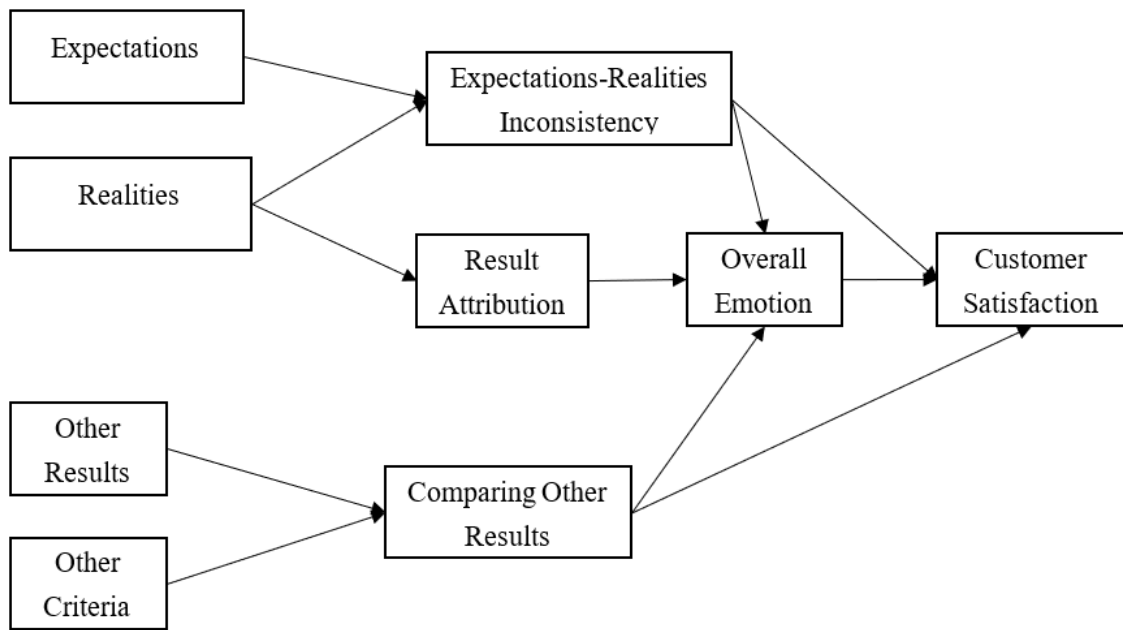 Expectations
Expectations-Realities
Inconsistency
Realities
Result
Attribution
Overall
Emotion
Customer
Satisfaction
Other
Results
Comparing Other
Results
Other
Criteria